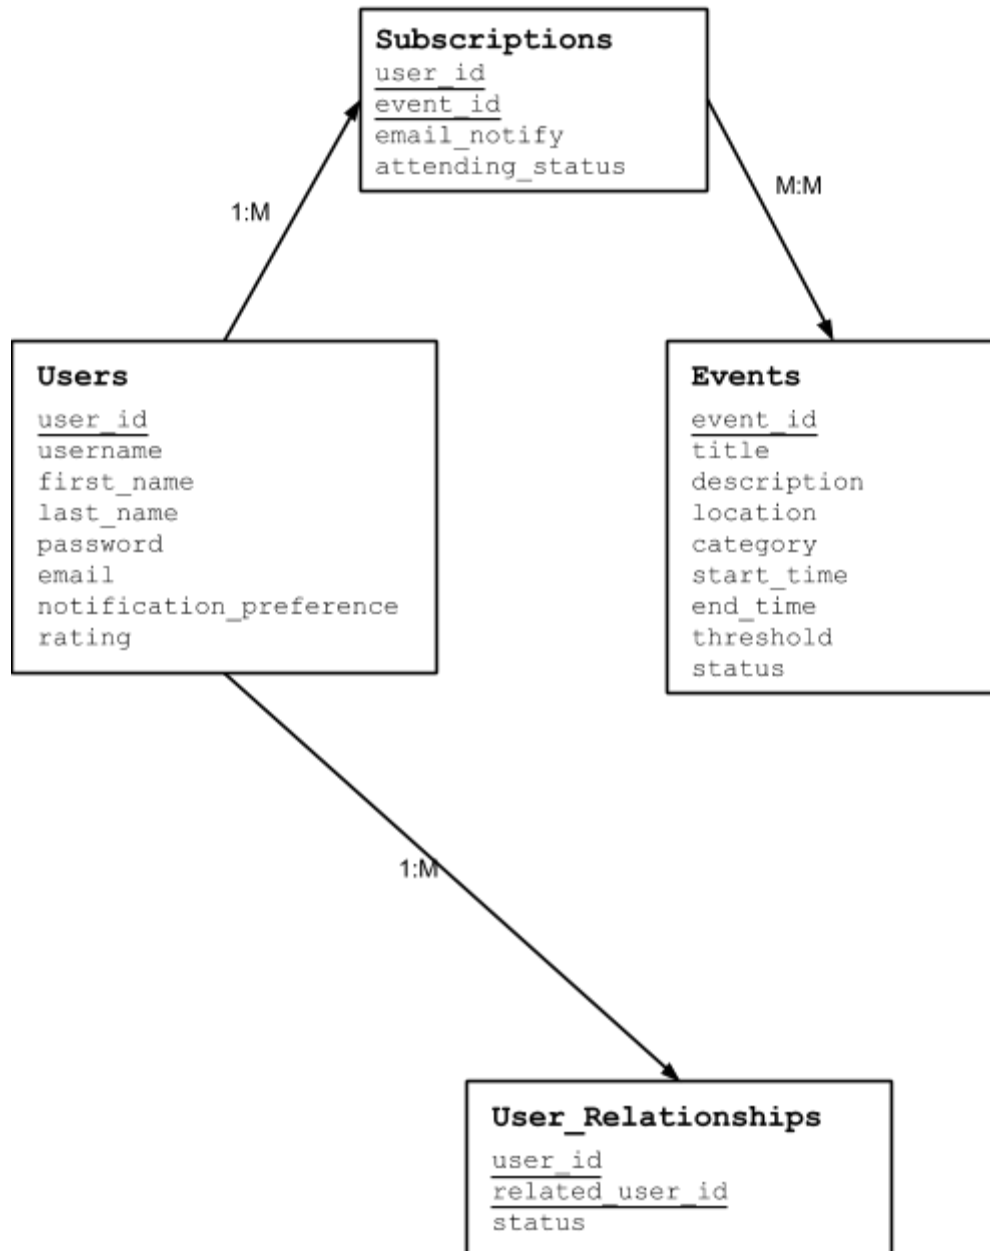 Subscriptions
user_id
event_id
email_notify
attending_status
1:M
M:M
Users
user_id
username
first_name
last_name
password
email
notification_preference
rating
Events
event_id
title
description
location
category
start_time
end_time
threshold
status
1:M
User_Relationships
user_id
related_user_id
status